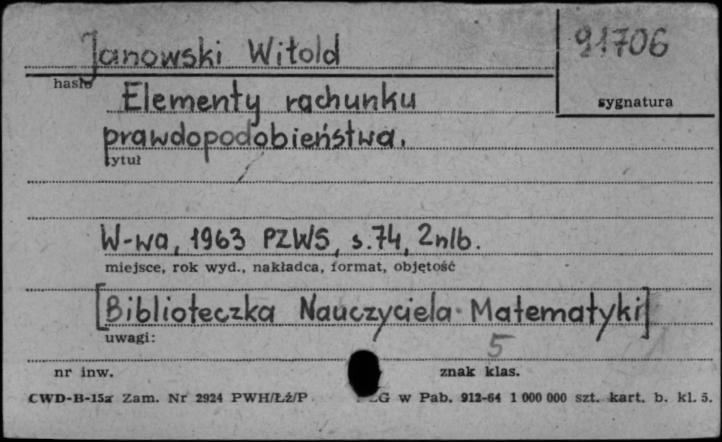 Janowski Witold
91706
hasło
sygnatura
Elementy rachunku
prawdopodobieństwa.
tytuł
W-wa, 1963 PZWS, s.74, 2nlb.
miejsce, rok wyd., nakładca, format, objętość
[Biblioteczka Nauczyciela Matematyki]
uwagi:
5
nr inw.
znak klas.
CWD-B-15a Zam. Nr 2924 PWH/Łź/P
w Pab. 912-64 1 000 000 szt. kart. b. kl. 5.